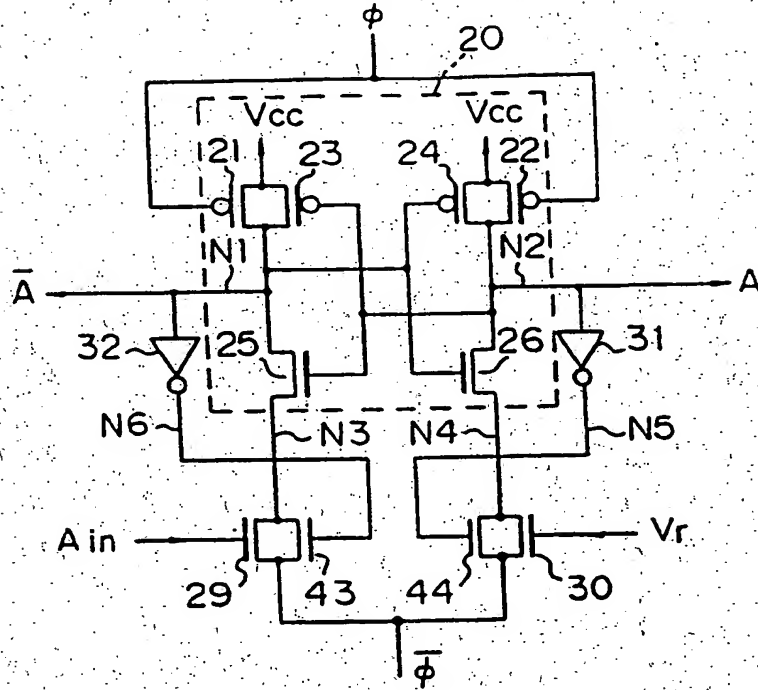 ϕ
20
Vcc Vcc
21 23 24 22
N1 N2
A̅ A
32 25 26 31
N6 N3 N4 N5
A in Vr
29 43 44 30
ϕ̅